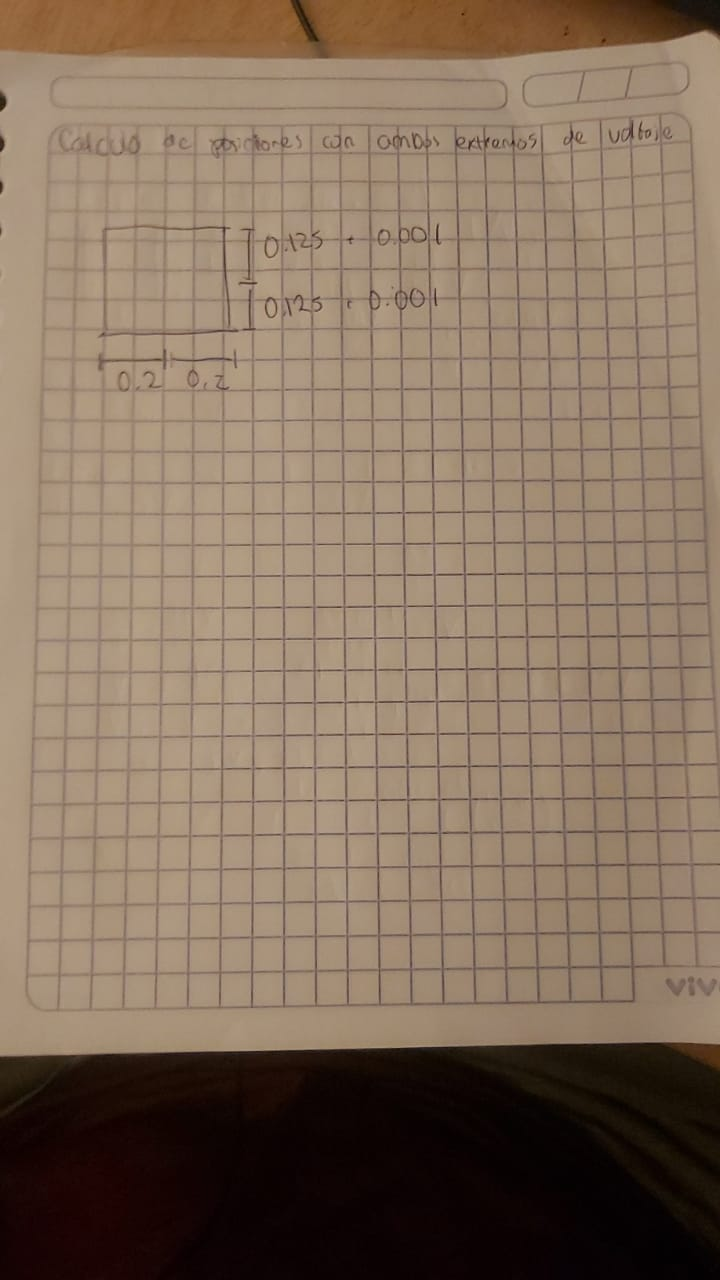 Calculo de posiciones con ambos extremos de voltaje
0.125 + 0.001
0.125 + 0.001
0.2 0.2